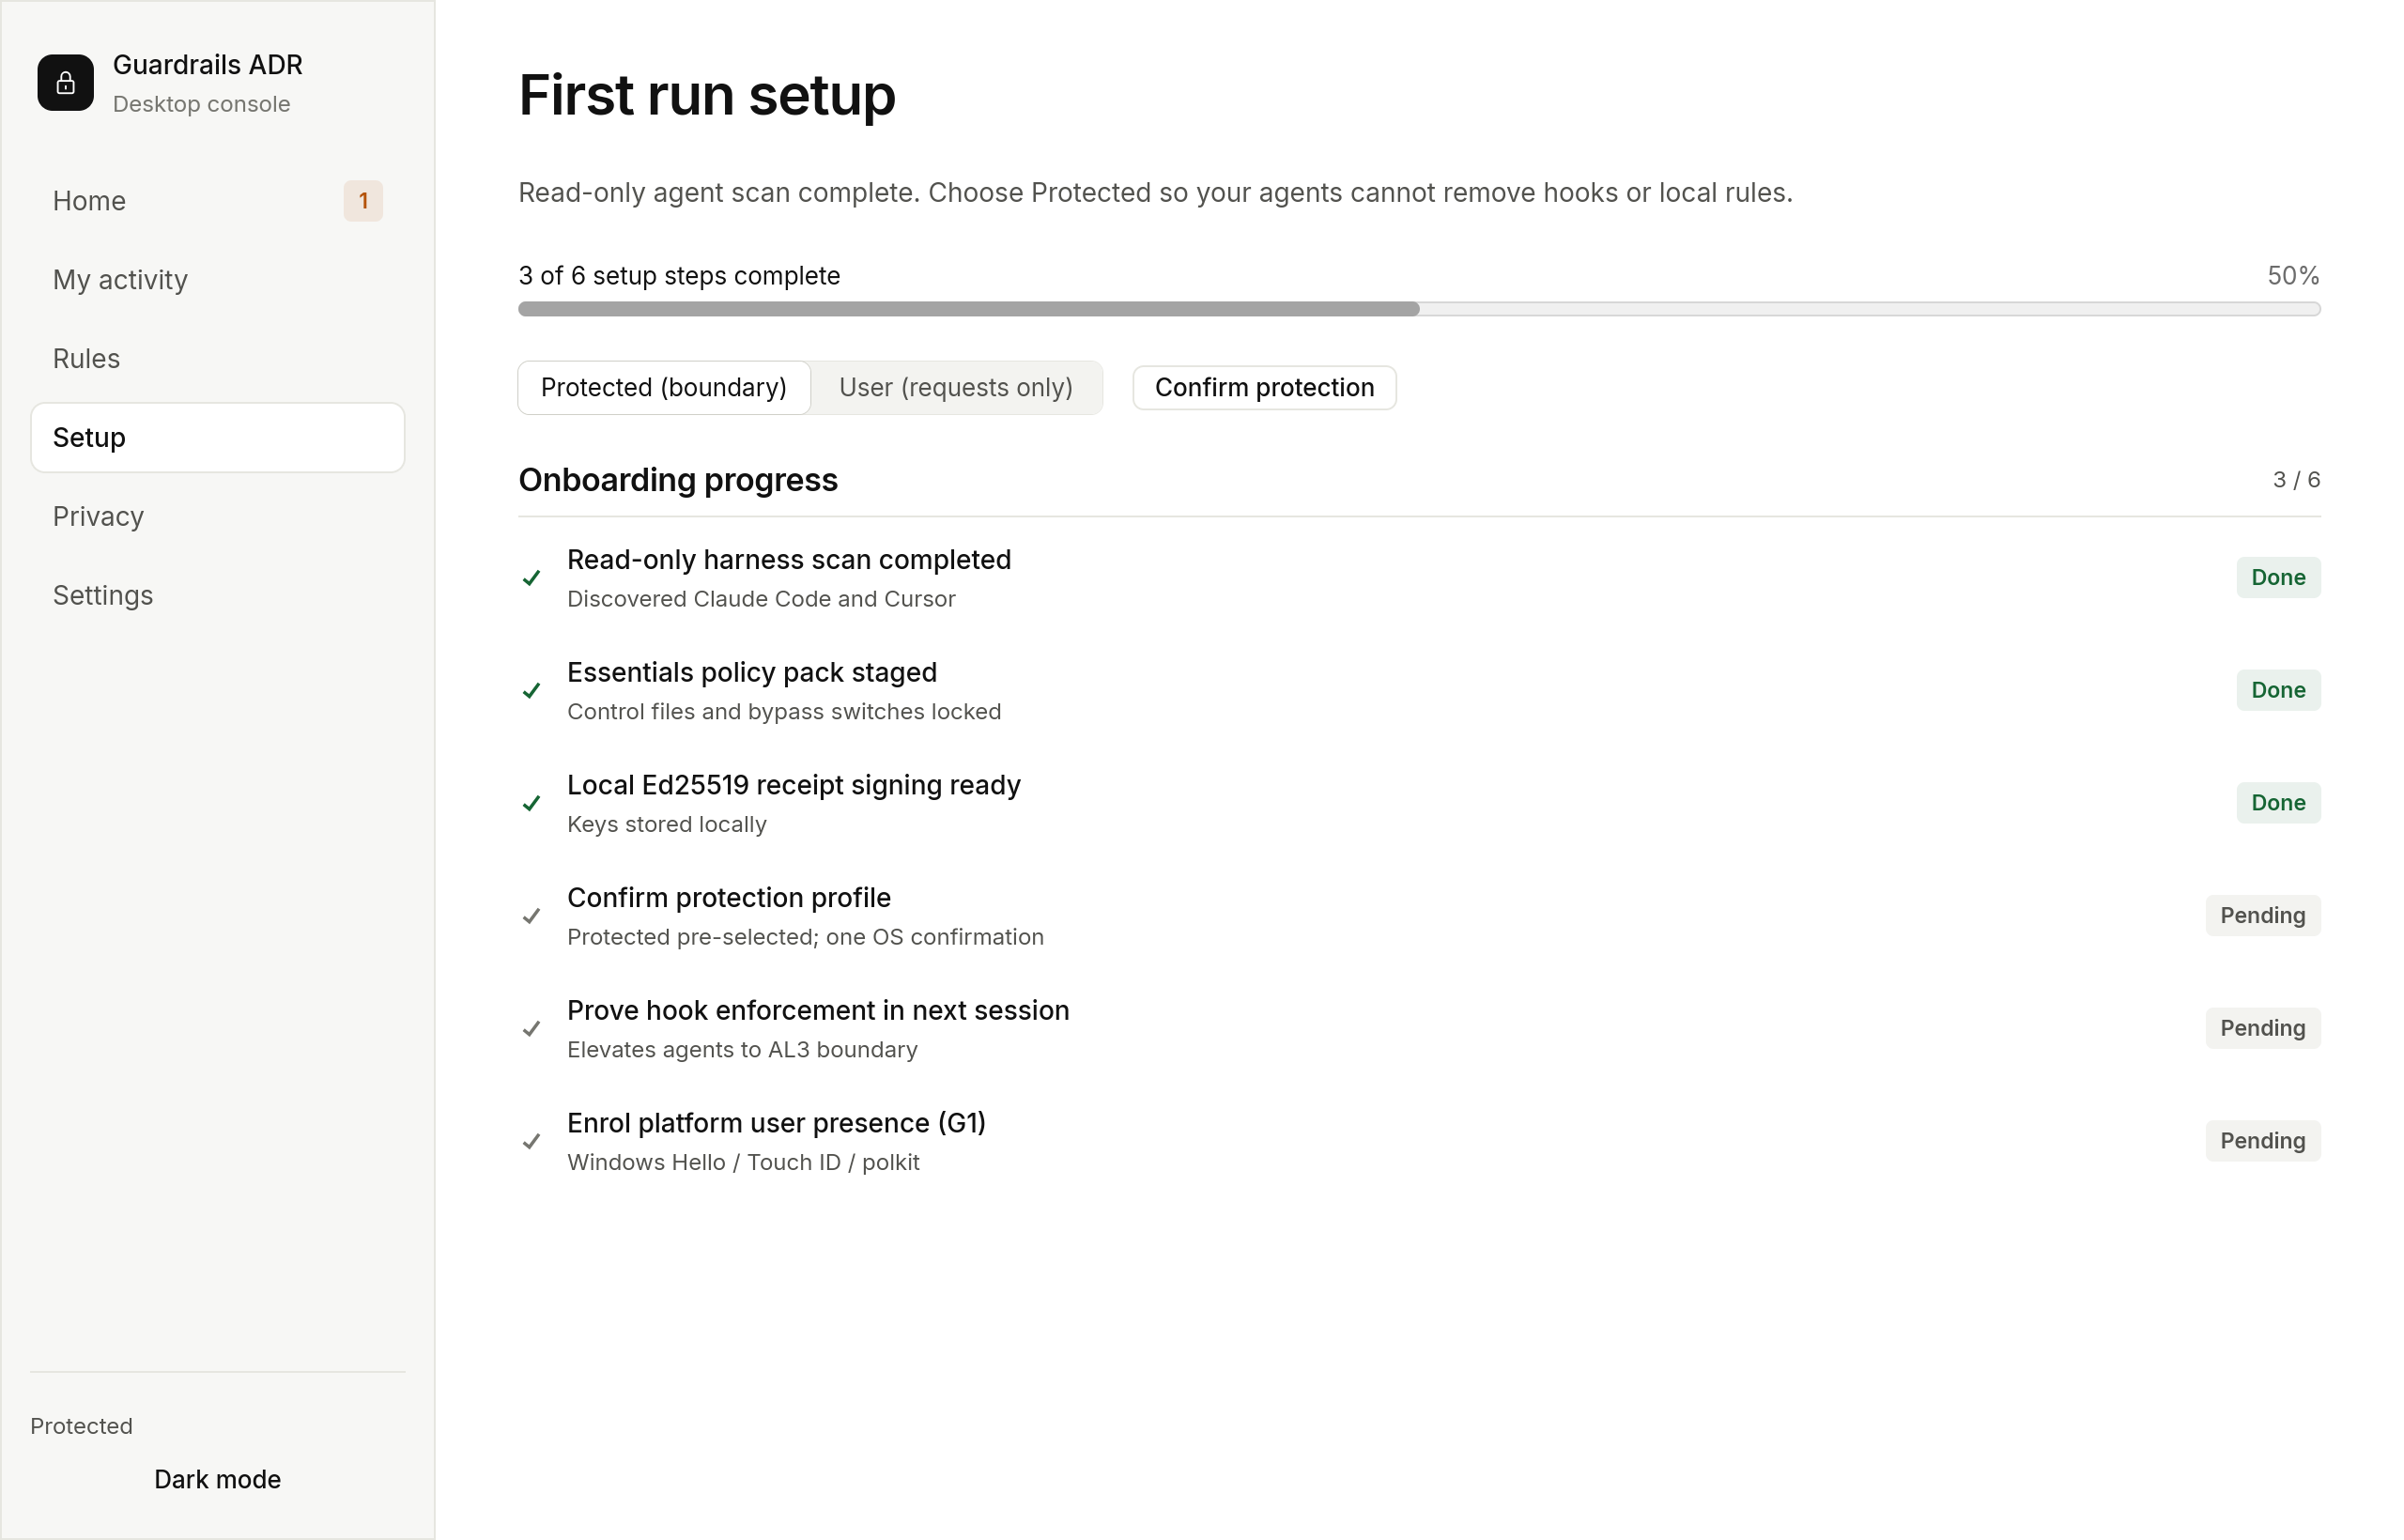 Guardrails ADR
Desktop console
Home 1
My activity
Rules
Setup
Privacy
Settings
Protected
Dark mode
First run setup
Read-only agent scan complete. Choose Protected so your agents cannot remove hooks or local rules.
3 of 6 setup steps complete 50%
Protected (boundary) User (requests only) Confirm protection
Onboarding progress 3 / 6
Read-only harness scan completed
Discovered Claude Code and Cursor
Done
Essentials policy pack staged
Control files and bypass switches locked
Done
Local Ed25519 receipt signing ready
Keys stored locally
Done
Confirm protection profile
Protected pre-selected; one OS confirmation
Pending
Prove hook enforcement in next session
Elevates agents to AL3 boundary
Pending
Enrol platform user presence (G1)
Windows Hello / Touch ID / polkit
Pending